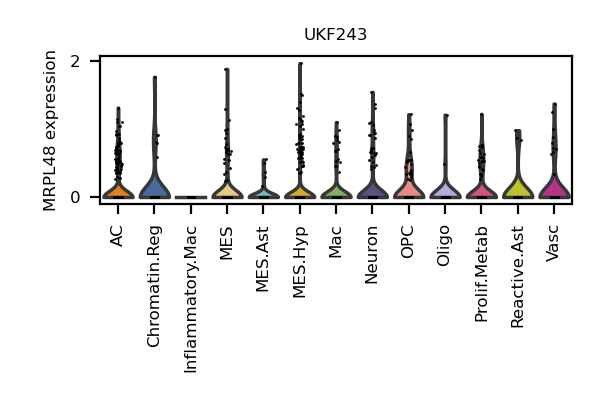 UKF243
MRPL48 expression
2
0
AC
Chromatin.Reg
Inflammatory.Mac
MES
MES.Ast
MES.Hyp
Mac
Neuron
OPC
Oligo
Prolif.Metab
Reactive.Ast
Vasc